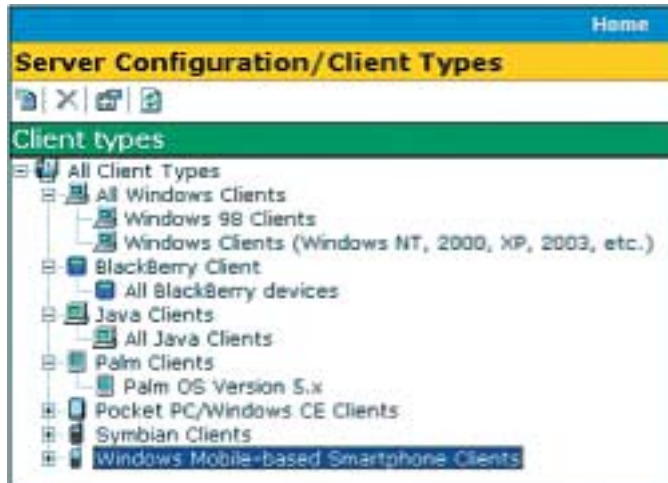 Home
Server Configuration/Client Types
Client types
All Client Types
All Windows Clients
Windows 98 Clients
Windows Clients (Windows NT, 2000, XP, 2003, etc.)
BlackBerry Client
All BlackBerry devices
Java Clients
All Java Clients
Palm Clients
Palm OS Version 5.x
Pocket PC/Windows CE Clients
Symbian Clients
Windows Mobile-based Smartphone Clients